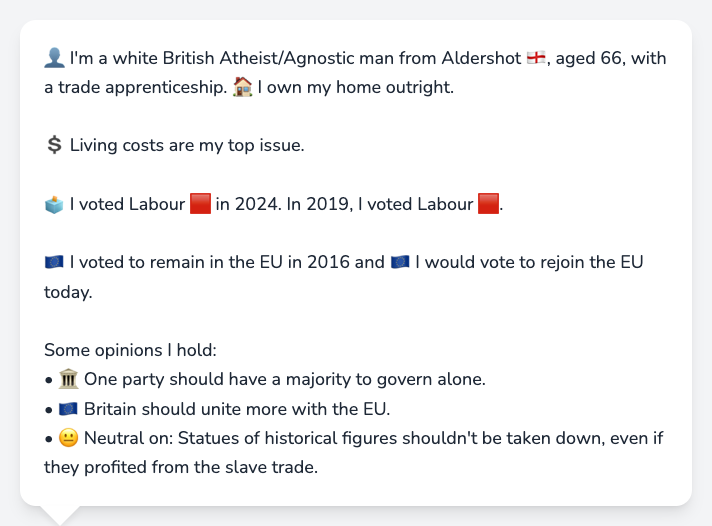 👤 I'm a white British Atheist/Agnostic man from Aldershot 🏴󠁧󠁢󠁥󠁮󠁧󠁿, aged 66, with
a trade apprenticeship. 🏠 I own my home outright.
💲 Living costs are my top issue.
🗳️ I voted Labour 🟥 in 2024. In 2019, I voted Labour 🟥.
🇪🇺 I voted to remain in the EU in 2016 and 🇪🇺 I would vote to rejoin the EU
today.
Some opinions I hold:
• 🏛️ One party should have a majority to govern alone.
• 🇪🇺 Britain should unite more with the EU.
• 😐 Neutral on: Statues of historical figures shouldn't be taken down, even if
they profited from the slave trade.